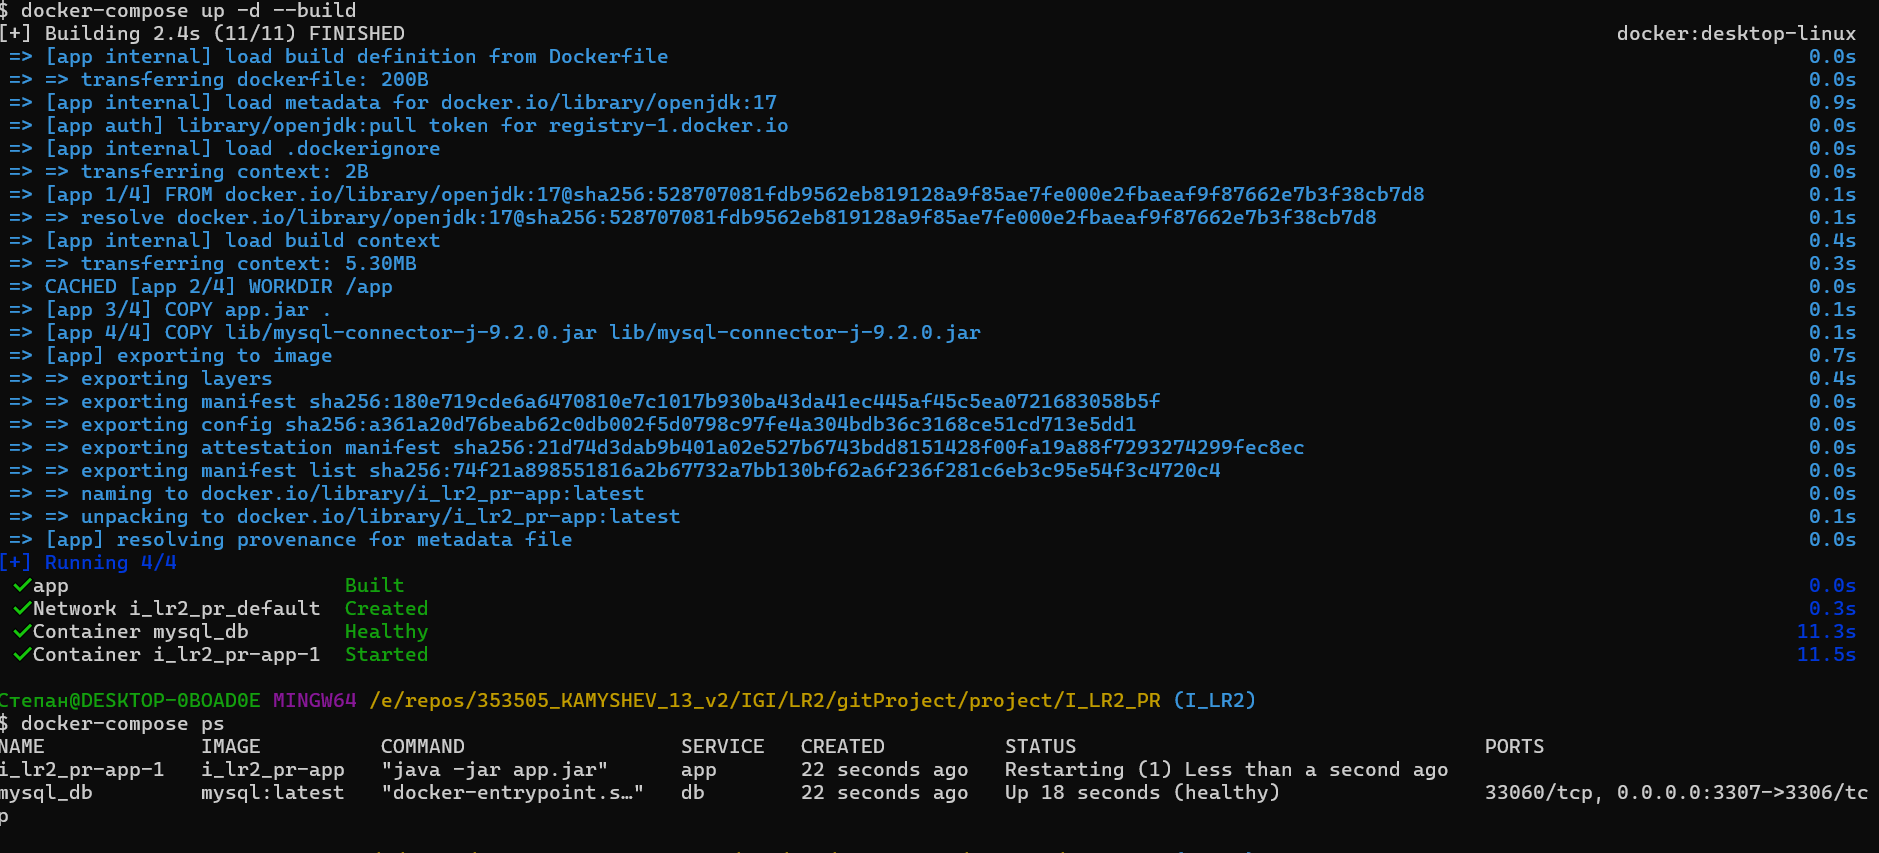 $ docker-compose up -d --build
[+] Building 2.4s (11/11) FINISHED docker:desktop-linux
=> [app internal] load build definition from Dockerfile 0.0s
=> => transferring dockerfile: 200B 0.0s
=> [app internal] load metadata for docker.io/library/openjdk:17 0.9s
=> [app auth] library/openjdk:pull token for registry-1.docker.io 0.0s
=> [app internal] load .dockerignore 0.0s
=> => transferring context: 2B 0.0s
=> [app 1/4] FROM docker.io/library/openjdk:17@sha256:528707081fdb9562eb819128a9f85ae7fe000e2fbaeaf9f87662e7b3f38cb7d8 0.1s
=> => resolve docker.io/library/openjdk:17@sha256:528707081fdb9562eb819128a9f85ae7fe000e2fbaeaf9f87662e7b3f38cb7d8 0.1s
=> [app internal] load build context 0.4s
=> => transferring context: 5.30MB 0.3s
=> CACHED [app 2/4] WORKDIR /app 0.0s
=> [app 3/4] COPY app.jar . 0.1s
=> [app 4/4] COPY lib/mysql-connector-j-9.2.0.jar lib/mysql-connector-j-9.2.0.jar 0.1s
=> [app] exporting to image 0.7s
=> => exporting layers 0.4s
=> => exporting manifest sha256:180e719cde6a6470810e7c1017b930ba43da41ec445af45c5ea0721683058b5f 0.0s
=> => exporting config sha256:a361a20d76beab62c0db002f5d0798c97fe4a304bdb36c3168ce51cd713e5dd1 0.0s
=> => exporting attestation manifest sha256:21d74d3dab9b401a02e527b6743bdd8151428f00fa19a88f7293274299fec8ec 0.0s
=> => exporting manifest list sha256:74f21a898551816a2b67732a7bb130bf62a6f236f281c6eb3c95e54f3c4720c4 0.0s
=> => naming to docker.io/library/i_lr2_pr-app:latest 0.0s
=> => unpacking to docker.io/library/i_lr2_pr-app:latest 0.1s
=> [app] resolving provenance for metadata file 0.0s
[+] Running 4/4
✓app Built 0.0s
✓Network i_lr2_pr_default Created 0.3s
✓Container mysql_db Healthy 11.3s
✓Container i_lr2_pr-app-1 Started 11.5s
Степан@DESKTOP-0BOAD0E MINGW64 /e/repos/353505_KAMYSHEV_13_v2/IGI/LR2/gitProject/project/I_LR2_PR (I_LR2)
$ docker-compose ps
NAME IMAGE COMMAND SERVICE CREATED STATUS PORTS
i_lr2_pr-app-1 i_lr2_pr-app "java -jar app.jar" app 22 seconds ago Restarting (1) Less than a second ago
mysql_db mysql:latest "docker-entrypoint.s…" db 22 seconds ago Up 18 seconds (healthy) 33060/tcp, 0.0.0.0:3307->3306/tc
p